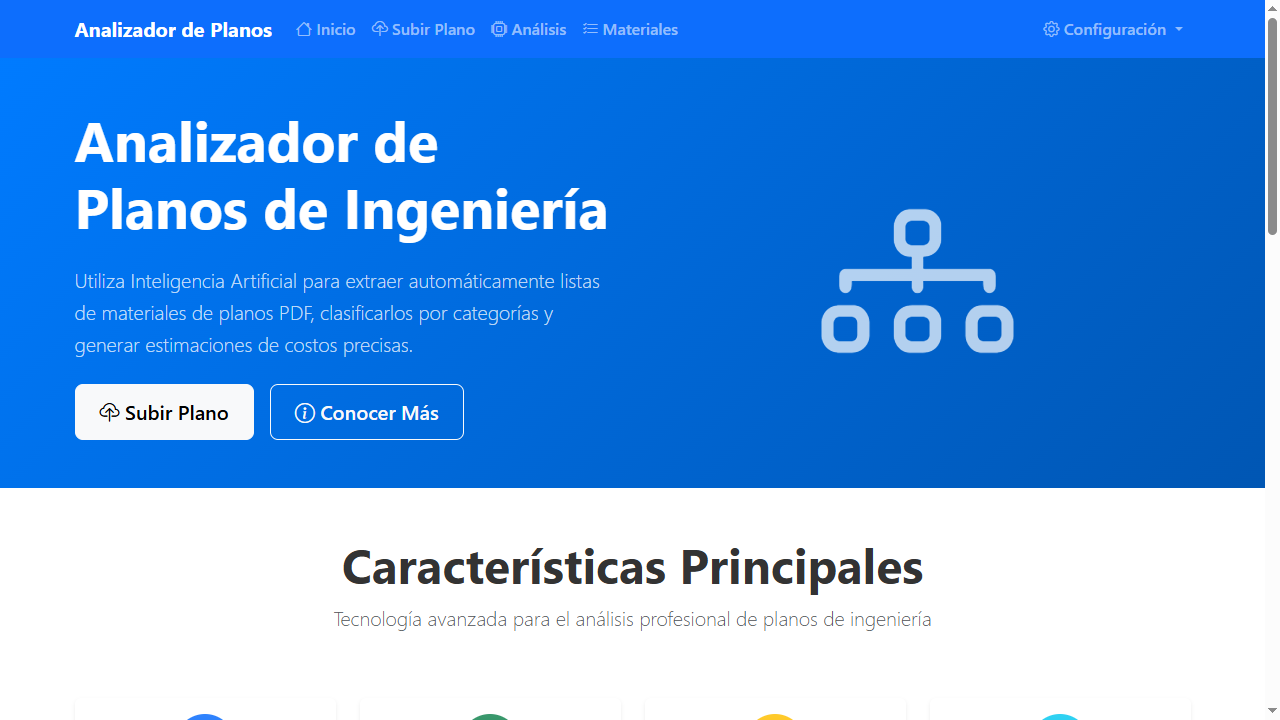 Analizador de Planos
Inicio
Subir Plano
Análisis
Materiales
Configuración
Analizador de
Planos de Ingeniería
Utiliza Inteligencia Artificial para extraer automáticamente listas
de materiales de planos PDF, clasificarlos por categorías y
generar estimaciones de costos precisas.
Subir Plano
Conocer Más
Características Principales
Tecnología avanzada para el análisis profesional de planos de ingeniería